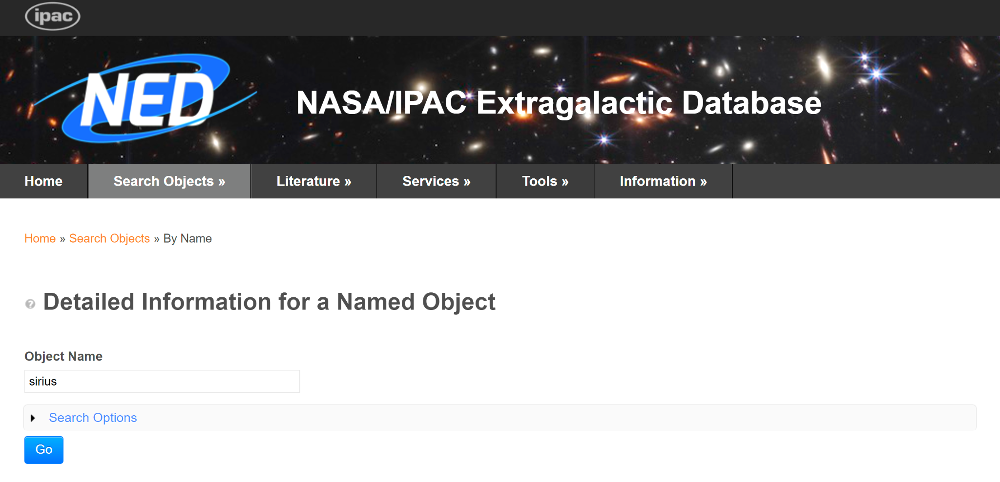 ipac
NED
NASA/IPAC Extragalactic Database
Home Search Objects » Literature » Services » Tools » Information »
Home » Search Objects » By Name
? Detailed Information for a Named Object
Object Name
sirius
Search Options
Go